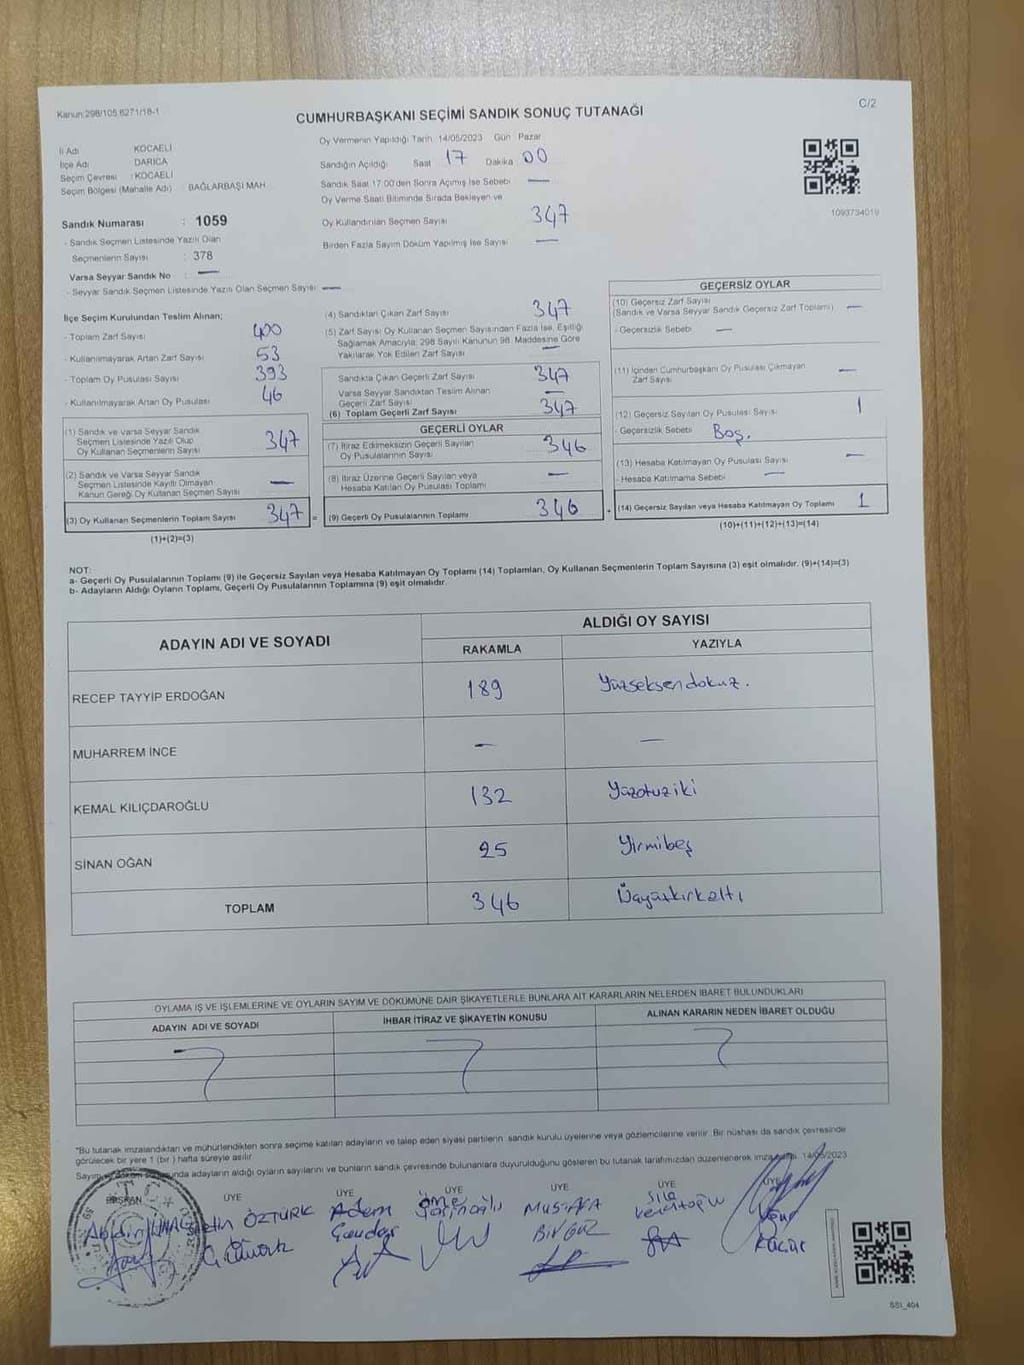 Kanun:298/105.6271/18-1
C/2
CUMHURBAŞKANI SEÇİMİ SANDIK SONUÇ TUTANAĞI
İl Adı : KOCAELİ
İlçe Adı : DARICA
Seçim Çevresi : KOCAELİ
Seçim Bölgesi (Mahalle Adı) : BAĞLARBAŞI MAH.
Sandık Numarası : 1059
- Sandık Seçmen Listesinde Yazılı Olan
Seçmenlerin Sayısı : 378
Varsa Seyyar Sandık No : —
- Seyyar Sandık Seçmen Listesinde Yazılı Olan Seçmen Sayısı: —
Oy Vermenin Yapıldığı Tarih 14/05/2023 Gün Pazar
Sandığın Açıldığı Saat 17 Dakika 00
Sandık Saat 17:00'den Sonra Açılmış İse Sebebi —
Oy Verme Saati Bitiminde Sırada Bekleyen ve
Oy Kullandırılan Seçmen Sayısı 347
Birden Fazla Sayım Döküm Yapılmış İse Sayısı —
1093734019
İlçe Seçim Kurulundan Teslim Alınan;
- Toplam Zarf Sayısı 400
- Kullanılmayarak Artan Zarf Sayısı 53
- Toplam Oy Pusulası Sayısı 393
- Kullanılmayarak Artan Oy Pusulası 46
(1) Sandık ve Varsa Seyyar Sandık
Seçmen Listesinde Yazılı Olup
Oy Kullanan Seçmenlerin Sayısı 347
(2) Sandık ve Varsa Seyyar Sandık
Seçmen Listesinde Kayıtlı Olmayan
Kanun Gereği Oy Kullanan Seçmen Sayısı —
(3) Oy Kullanan Seçmenlerin Toplam Sayısı 347 =
(1)+(2)=(3)
(4) Sandıktan Çıkan Zarf Sayısı 347
(5) Zarf Sayısı Oy Kullanan Seçmen Sayısından Fazla İse, Eşitliği
Sağlamak Amacıyla; 298 Sayılı Kanunun 98. Maddesine Göre
Yakılarak Yok Edilen Zarf Sayısı —
Sandıkta Çıkan Geçerli Zarf Sayısı 347
Varsa Seyyar Sandıktan Teslim Alınan
Geçerli Zarf Sayısı —
(6) Toplam Geçerli Zarf Sayısı 347
GEÇERLİ OYLAR
(7) İtiraz Edilmeksizin Geçerli Sayılan
Oy Pusulalarının Sayısı 346
(8) İtiraz Üzerine Geçerli Sayılan veya
Hesaba Katılan Oy Pusulası Toplamı —
(9) Geçerli Oy Pusulalarının Toplamı 346 +
GEÇERSİZ OYLAR
(10) Geçersiz Zarf Sayısı
(Sandık ve Varsa Seyyar Sandık Geçersiz Zarf Toplamı) —
- Geçersizlik Sebebi —
(11) İçinden Cumhurbaşkanı Oy Pusulası Çıkmayan
Zarf Sayısı —
(12) Geçersiz Sayılan Oy Pusulası Sayısı 1
- Geçersizlik Sebebi Boş.
(13) Hesaba Katılmayan Oy Pusulası Sayısı —
- Hesaba Katılmama Sebebi —
(14) Geçersiz Sayılan veya Hesaba Katılmayan Oy Toplamı 1
(10)+(11)+(12)+(13)=(14)
NOT:
a- Geçerli Oy Pusulalarının Toplamı (9) ile Geçersiz Sayılan veya Hesaba Katılmayan Oy Toplamı (14) Toplamları, Oy Kullanan Seçmenlerin Toplam Sayısına (3) eşit olmalıdır. (9)+(14)=(3)
b- Adayların Aldığı Oyların Toplamı, Geçerli Oy Pusulalarının Toplamına (9) eşit olmalıdır.
ADAYIN ADI VE SOYADI ALDIĞI OY SAYISI
RAKAMLA YAZIYLA
RECEP TAYYİP ERDOĞAN 189 Yüzseksendokuz.
MUHARREM İNCE — —
KEMAL KILIÇDAROĞLU 132 Yüzotuziki
SİNAN OĞAN 25 Yirmibeş
TOPLAM 346 Üçyüzkırkaltı
OYLAMA İŞ VE İŞLEMLERİNE VE OYLARIN SAYIM VE DÖKÜMÜNE DAİR ŞİKAYETLERLE BUNLARA AİT KARARLARIN NELERDEN İBARET BULUNDUKLARI
ADAYIN ADI VE SOYADI İHBAR İTİRAZ VE ŞİKAYETİN KONUSU ALINAN KARARIN NEDEN İBARET OLDUĞU
*Bu tutanak imzalandıktan ve mühürlendikten sonra seçime katılan adayların ve talep eden siyasi partilerin sandık kurulu üyelerine veya gözlemcilerine verilir. Bir nüshası da sandık çevresinde
görülecek bir yere 1 (bir) hafta süreyle asılır.
adayların aldığı oyların sayılarını ve bunların sandık çevresinde bulunanlara duyurulduğunu gösteren bu tutanak tarafımızdan düzenlenerek 14/05/2023
BAŞKAN ÜYE ÜYE ÜYE ÜYE ÜYE ÜYE
ÖZTÜRK Adem MUSTAFA Sıla
BİNGÜL
SSI_404